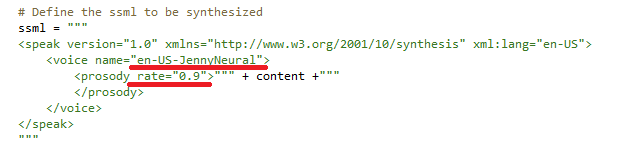 # Define the ssml to be synthesized
ssml = """
<speak version="1.0" xmlns="http://www.w3.org/2001/10/synthesis" xml:lang="en-US">
    <voice name="en-US-JennyNeural">
        <prosody rate="0.9">""" + content +"""
        </prosody>
    </voice>
</speak>
"""